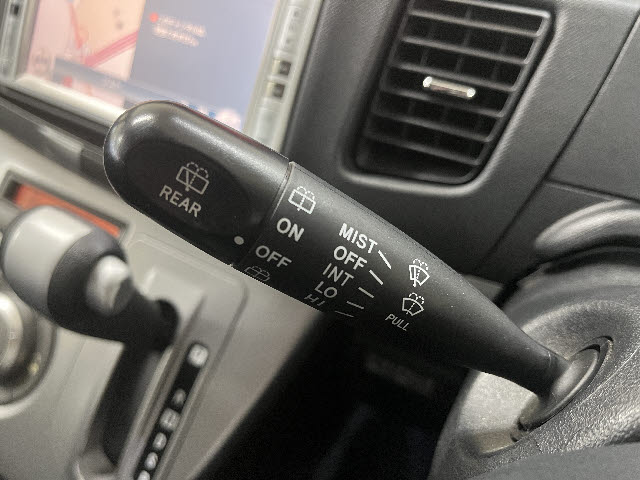 REAR
ON
OFF
MIST
OFF
INT
LO
HI
PULL